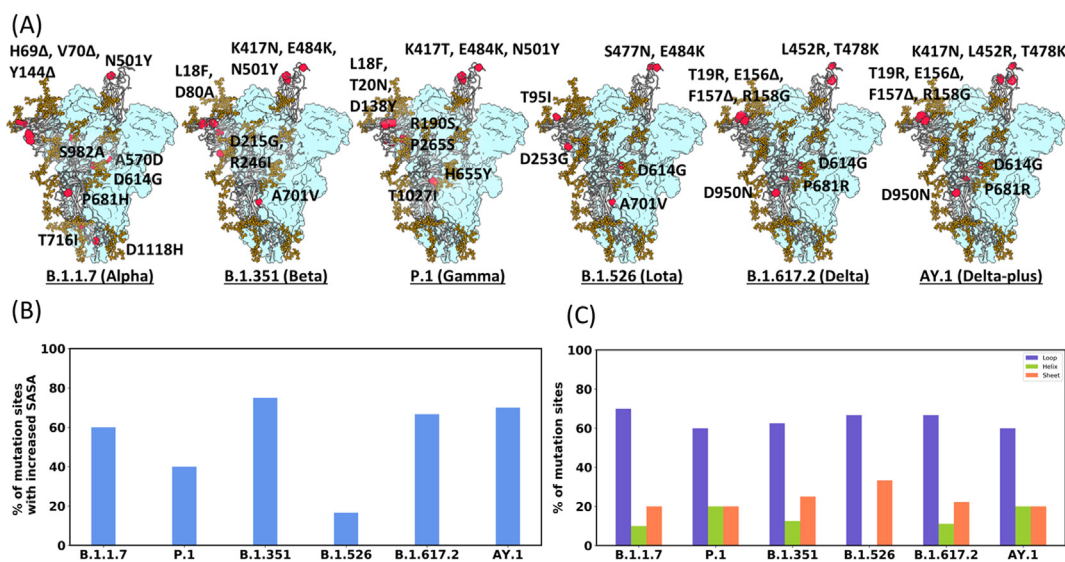 (A)
H69Δ, V70Δ,
Y144Δ
N501Y
S982A
A570D
D614G
P681H
T716I
D1118H
B.1.1.7 (Alpha)
K417N, E484K,
N501Y
L18F,
D80A
D215G,
R246I
A701V
B.1.351 (Beta)
K417T, E484K, N501Y
L18F,
T20N,
D138Y
R190S,
P265S
H655Y
T1027I
P.1 (Gamma)
S477N, E484K
T95I
D253G
D614G
A701V
B.1.526 (Lota)
L452R, T478K
T19R, E156Δ,
F157Δ, R158G
D614G
P681R
D950N
B.1.617.2 (Delta)
K417N, L452R, T478K
T19R, E156Δ,
F157Δ, R158G
D614G
P681R
D950N
AY.1 (Delta-plus)
(B)
% of mutation sites
with increased SASA
100
80
60
40
20
0
B.1.1.7 P.1 B.1.351 B.1.526 B.1.617.2 AY.1
(C)
% of mutation sites
100
80
60
40
20
0
Loop
Helix
Sheet
B.1.1.7 P.1 B.1.351 B.1.526 B.1.617.2 AY.1